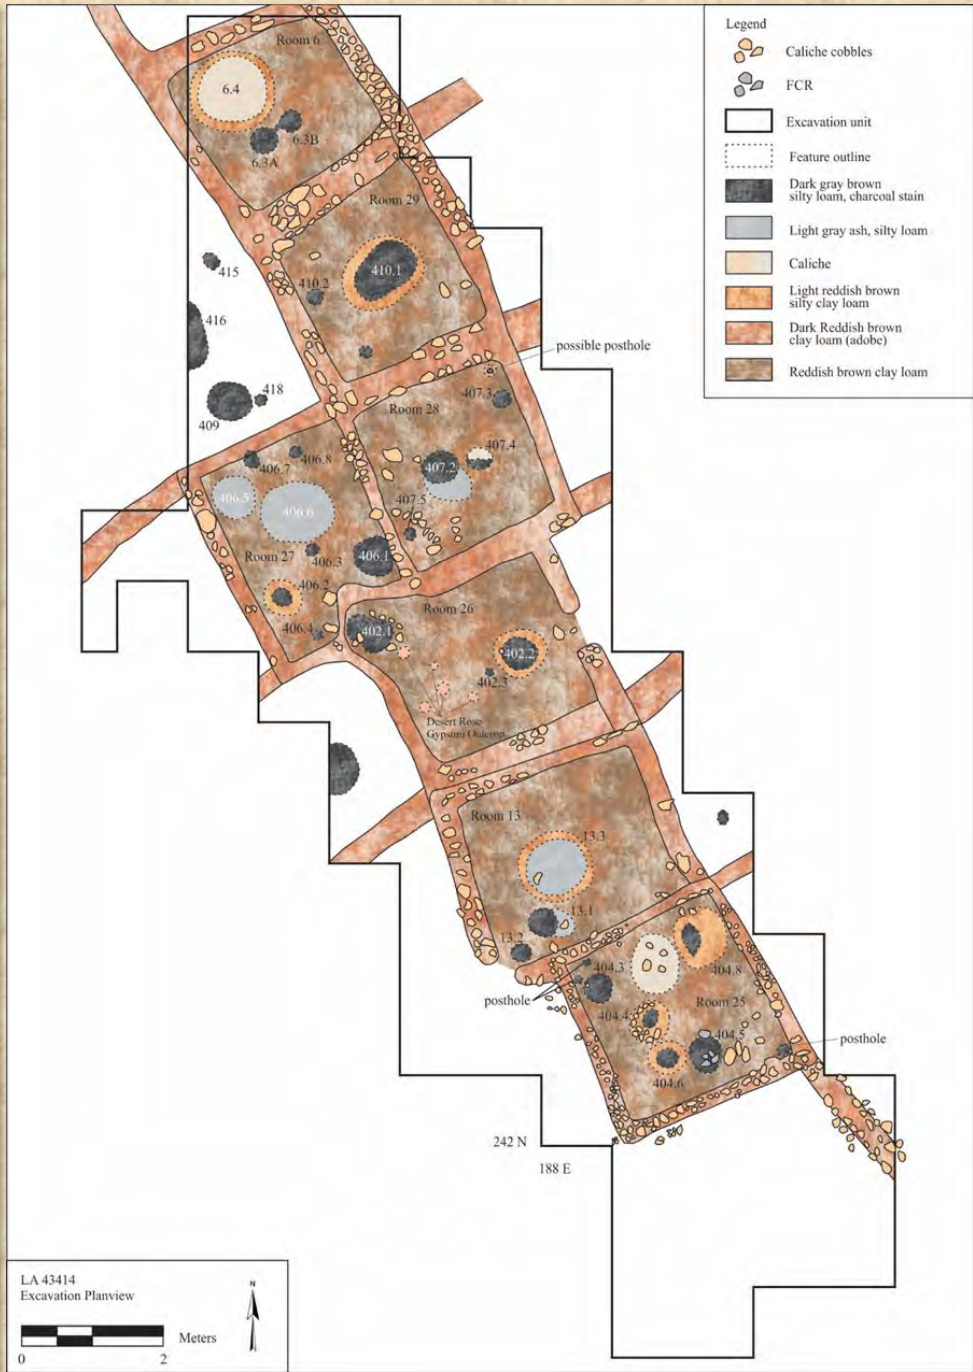 Legend
Caliche cobbles
FCR
Excavation unit
Feature outline
Dark gray brown
silty loam, charcoal stain
Light gray ash, silty loam
Caliche
Light reddish brown
silty clay loam
Dark Reddish brown
clay loam (adobe)
Reddish brown clay loam
Room 6
6.4
6.3B
6.3A
Room 29
415
410.1
410.2
416
possible posthole
418
407.3
409
Room 28
407.4
406.8
406.7
407.2
406.5
407.5
406.6
Room 27
406.3
406.1
406.2
Room 26
406.4
402.1
402.2
402.3
Desert Rose
Gypsum Outcrop
Room 13
13.3
13.1
13.2
404.3
404.8
posthole
Room 25
404.4
404.5
posthole
404.6
242 N
188 E
LA 43414
Excavation Planview
N
Meters
0
2